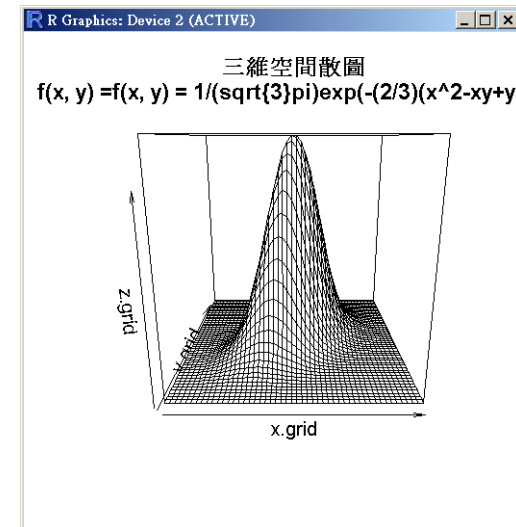 R Graphics: Device 2 (ACTIVE)
三維空間散圖
f(x, y) =f(x, y) = 1/(sqrt{3}pi)exp(-(2/3)(x^2-xy+y
z.grid
y.grid
x.grid